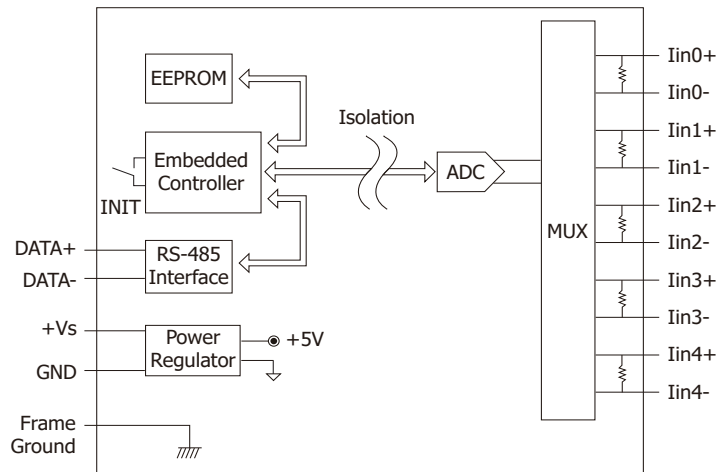 EEPROM
Isolation
Embedded
Controller
INIT
ADC
MUX
DATA+
DATA-
RS-485
Interface
+Vs
GND
Power
Regulator
+5V
Frame
Ground
Iin0+
Iin0-
Iin1+
Iin1-
Iin2+
Iin2-
Iin3+
Iin3-
Iin4+
Iin4-